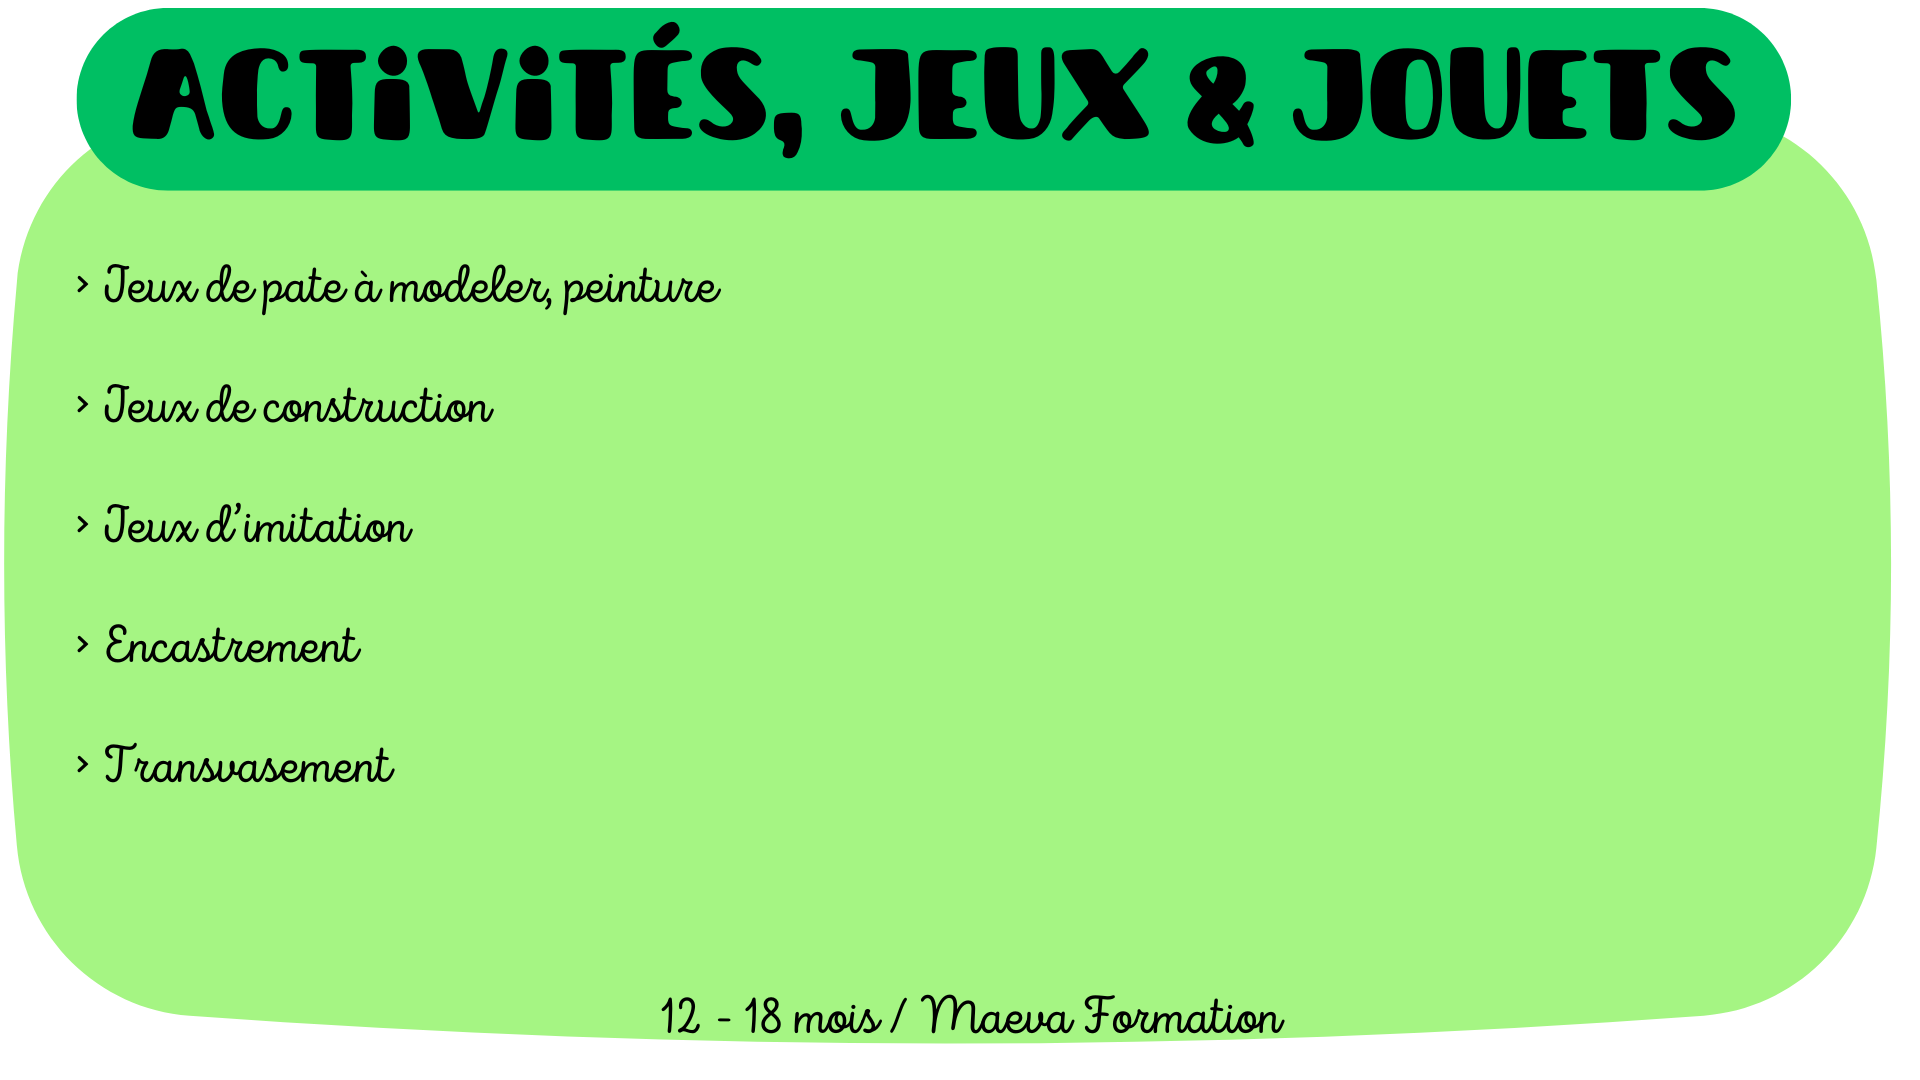 ACTIVITÉS, JEUX & JOUETS
> Jeux de pate à modeler, peinture
> Jeux de construction
> Jeux d’imitation
> Encastrement
> Transvasement
12 - 18 mois / Maeva Formation